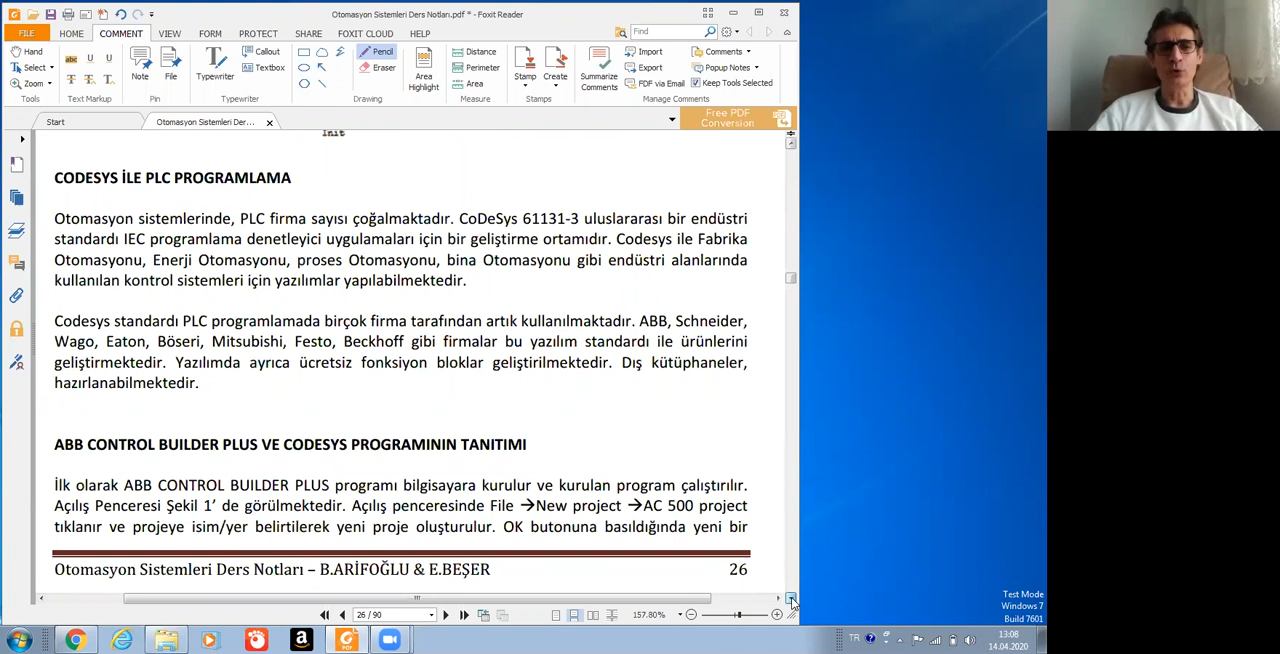 Otomasyon Sistemleri Ders Notları.pdf * - Foxit Reader
FILE HOME COMMENT VIEW FORM PROTECT SHARE FOXIT CLOUD HELP Find
Hand
Select
Zoom
Tools
Text Markup
Note
File
Pin
Typewriter
Callout
Textbox
Typewriter
Pencil
Eraser
Drawing
Area Highlight
Distance
Perimeter
Area
Measure
Stamp
Create
Stamps
Summarize Comments
Import
Export
FDF via Email
Comments
Popup Notes
Keep Tools Selected
Manage Comments
Start
Otomasyon Sistemleri Der...
Free PDF
Conversion
Init
CODESYS İLE PLC PROGRAMLAMA
Otomasyon sistemlerinde, PLC firma sayısı çoğalmaktadır. CoDeSys 61131-3 uluslararası bir endüstri
standardı IEC programlama denetleyici uygulamaları için bir geliştirme ortamıdır. Codesys ile Fabrika
Otomasyonu, Enerji Otomasyonu, proses Otomasyonu, bina Otomasyonu gibi endüstri alanlarında
kullanılan kontrol sistemleri için yazılımlar yapılabilmektedir.
Codesys standardı PLC programlamada birçok firma tarafından artık kullanılmaktadır. ABB, Schneider,
Wago, Eaton, Böseri, Mitsubishi, Festo, Beckhoff gibi firmalar bu yazılım standardı ile ürünlerini
geliştirmektedir. Yazılımda ayrıca ücretsiz fonksiyon bloklar geliştirilmektedir. Dış kütüphaneler,
hazırlanabilmektedir.
ABB CONTROL BUILDER PLUS VE CODESYS PROGRAMININ TANITIMI
İlk olarak ABB CONTROL BUILDER PLUS programı bilgisayara kurulur ve kurulan program çalıştırılır.
Açılış Penceresi Şekil 1’ de görülmektedir. Açılış penceresinde File →New project →AC 500 project
tıklanır ve projeye isim/yer belirtilerek yeni proje oluşturulur. OK butonuna basıldığında yeni bir
Otomasyon Sistemleri Ders Notları – B.ARİFOĞLU & E.BEŞER 26
26 / 90
157.80%
Test Mode
Windows 7
Build 7601
TR
13:08
14.04.2020